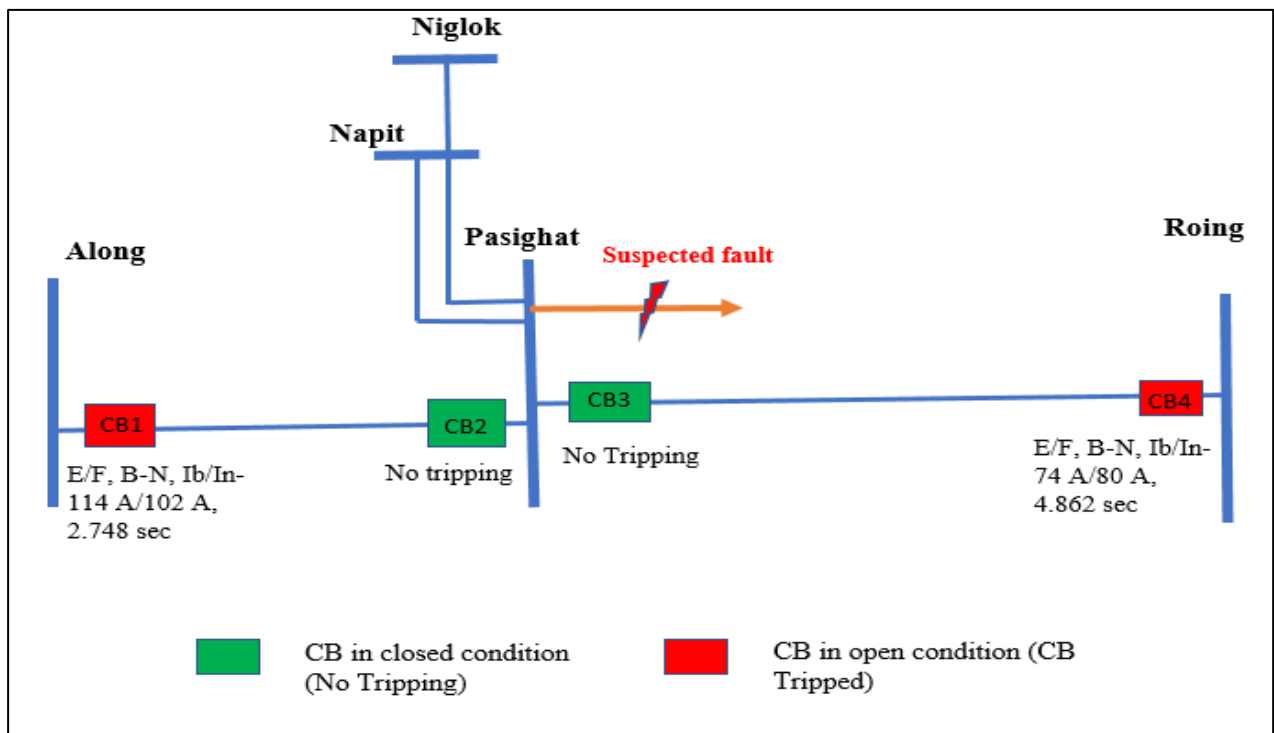 Niglok
Napit
Pasighat
Along
Roing
Suspected fault
CB1
CB2
CB3
CB4
E/F, B-N, Ib/In-
114 A/102 A,
2.748 sec
No tripping
No Tripping
E/F, B-N, Ib/In-
74 A/80 A,
4.862 sec
CB in closed condition
(No Tripping)
CB in open condition (CB
Tripped)